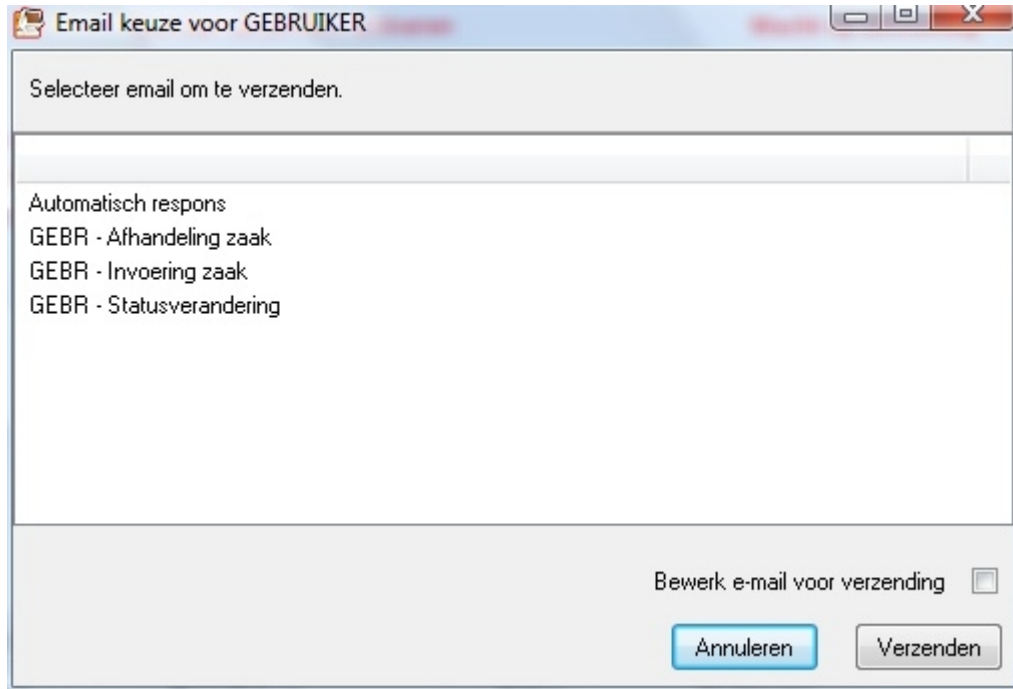 Email keuze voor GEBRUIKER
Selecteer email om te verzenden.
Automatisch respons
GEBR - Afhandeling zaak
GEBR - Invoering zaak
GEBR - Statusverandering
Bewerk e-mail voor verzending
Annuleren
Verzenden